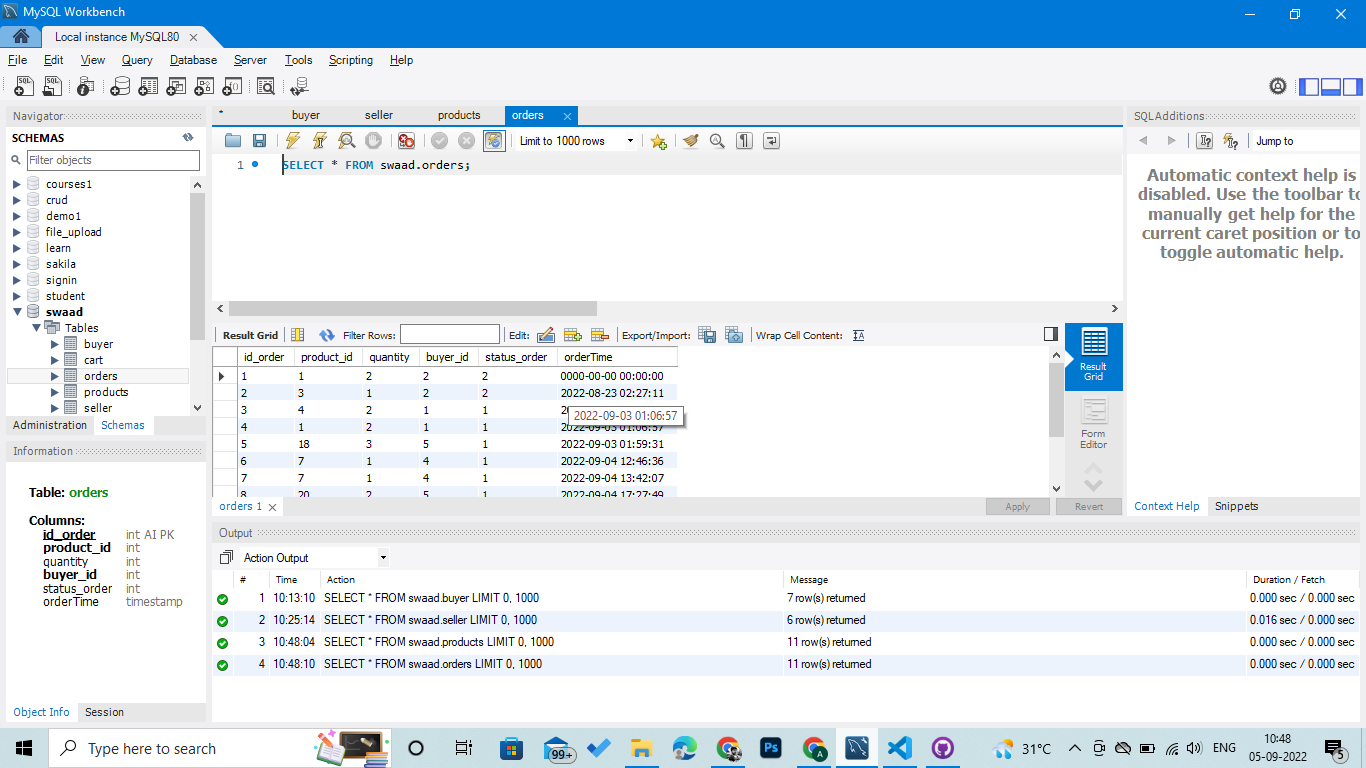 MySQL Workbench
Local instance MySQL80
File Edit View Query Database Server Tools Scripting Help
Navigator
SCHEMAS
Filter objects
courses1
crud
demo1
file_upload
learn
sakila
signin
student
swaad
Tables
buyer
cart
orders
products
seller
Administration Schemas
Information
Table: orders
Columns:
id_order int AI PK
product_id int
quantity int
buyer_id int
status_order int
orderTime timestamp
Object Info Session
buyer seller products orders
Limit to 1000 rows
1 SELECT * FROM swaad.orders;
Result Grid Filter Rows: Edit: Export/Import: Wrap Cell Content:
id_order product_id quantity buyer_id status_order orderTime
1 1 2 2 2 0000-00-00 00:00:00
2 3 1 2 2 2022-08-23 02:27:11
3 4 2 1 1
2022-09-03 01:06:57
4 1 2 1 1 2022-09-03 01:06:57
5 18 3 5 1 2022-09-03 01:59:31
6 7 1 4 1 2022-09-04 12:46:36
7 7 1 4 1 2022-09-04 13:42:07
8 20 2 5 1 2022-09-04 17:27:49
Result Grid
Form Editor
orders 1
Apply Revert
SQLAdditions
Jump to
Automatic context help is
disabled. Use the toolbar to
manually get help for the
current caret position or to
toggle automatic help.
Context Help Snippets
Output
Action Output
# Time Action Message Duration / Fetch
1 10:13:10 SELECT * FROM swaad.buyer LIMIT 0, 1000 7 row(s) returned 0.000 sec / 0.000 sec
2 10:25:14 SELECT * FROM swaad.seller LIMIT 0, 1000 6 row(s) returned 0.016 sec / 0.000 sec
3 10:48:04 SELECT * FROM swaad.products LIMIT 0, 1000 11 row(s) returned 0.000 sec / 0.000 sec
4 10:48:10 SELECT * FROM swaad.orders LIMIT 0, 1000 11 row(s) returned 0.000 sec / 0.000 sec
Type here to search
99+
Ps
A
31°C
ENG
10:48
05-09-2022
5